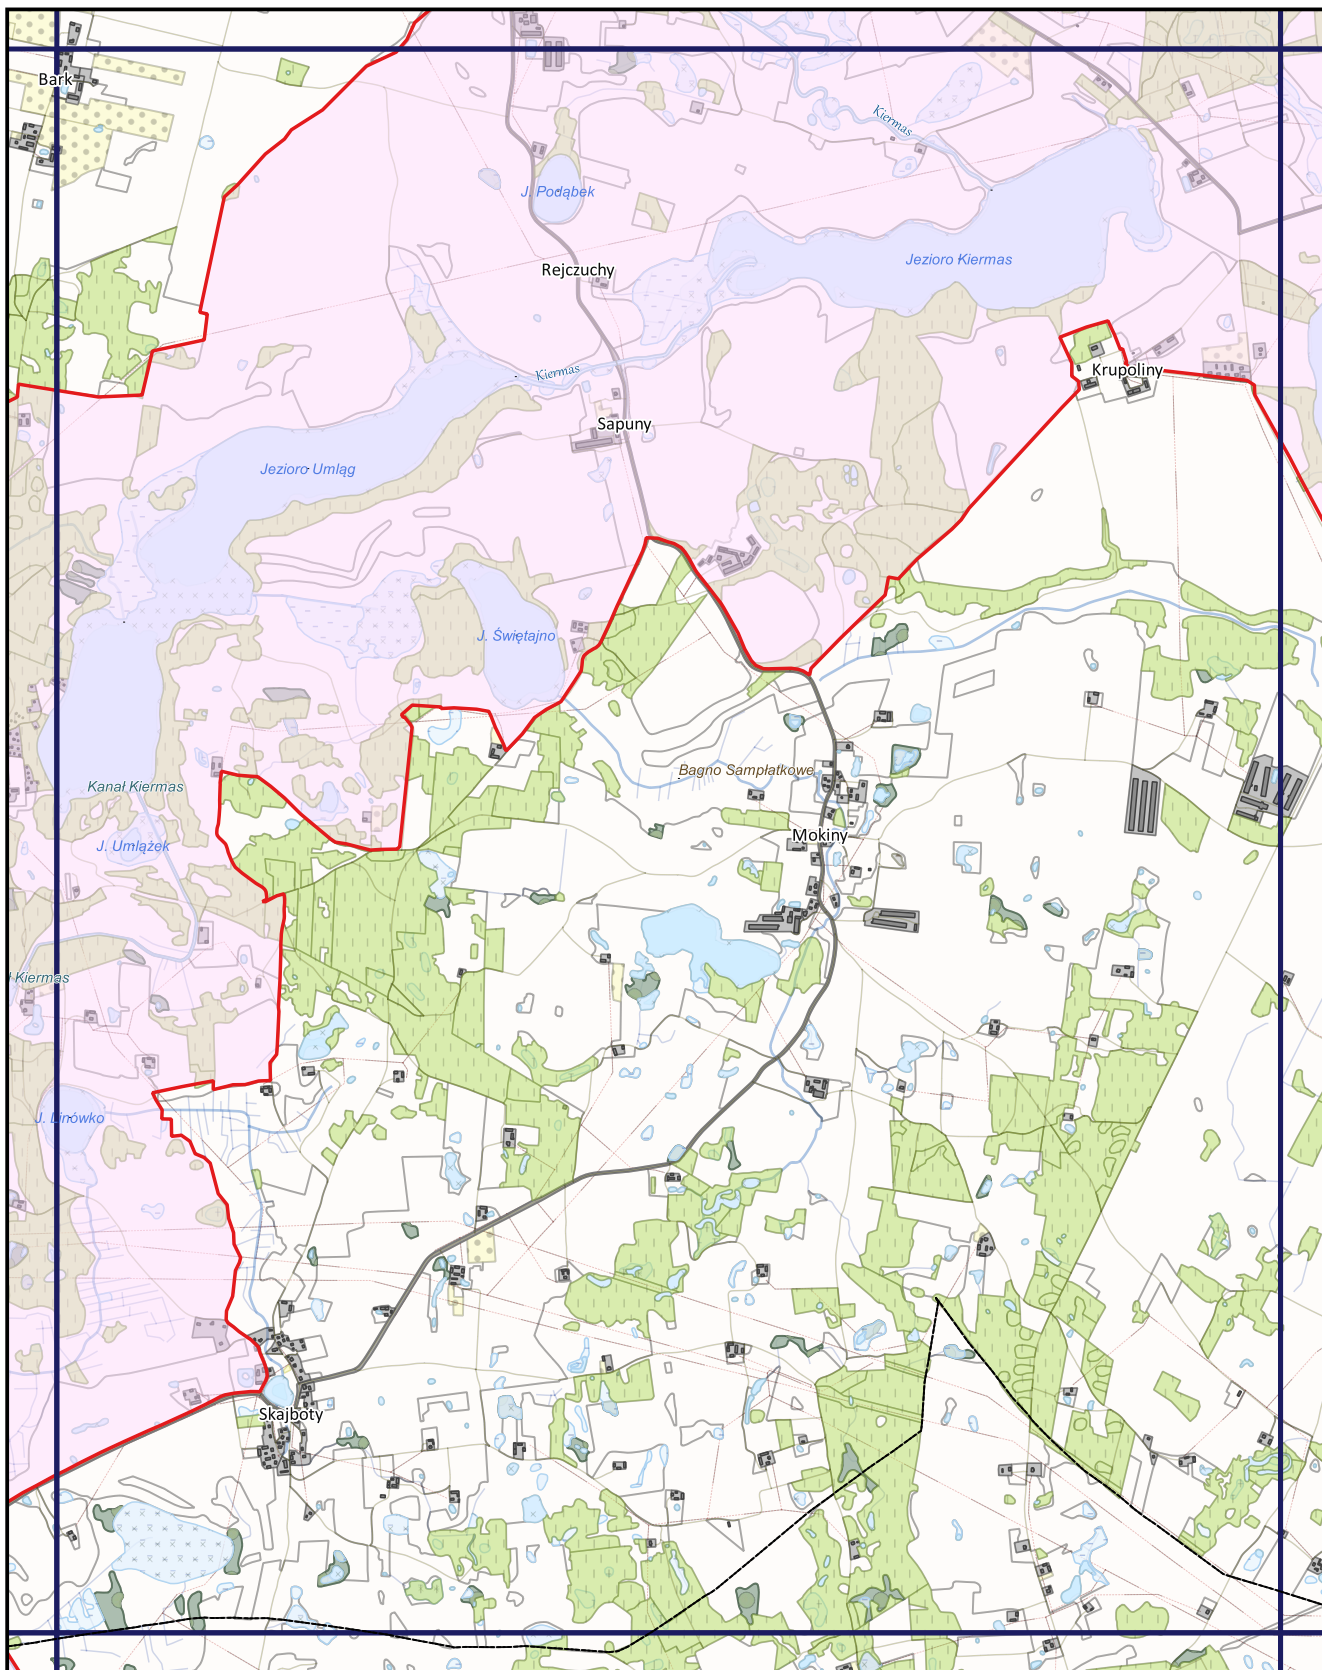 Bark
Kiermas
J. Podąbek
Jezioro Kiermas
Rejczuchy
Kiermas
Krupoliny
Sapuny
Jezioro Umląg
J. Świętajno
Bagno Sampłatkowe
Kanał Kiermas
Mokiny
J. Umlążek
l Kiermas
J. Linówko
Skajboty